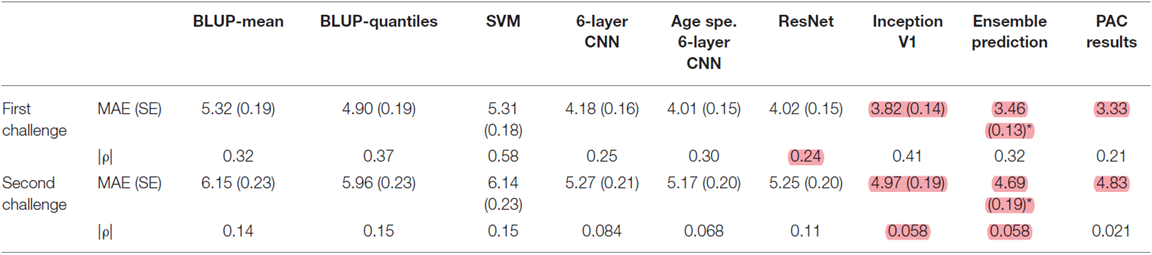 BLUP-mean BLUP-quantiles SVM 6-layer CNN Age spe. 6-layer CNN ResNet Inception V1 Ensemble prediction PAC results
First challenge MAE (SE) 5.32 (0.19) 4.90 (0.19) 5.31 (0.18) 4.18 (0.16) 4.01 (0.15) 4.02 (0.15) 3.82 (0.14) 3.46 (0.13)* 3.33
|ρ| 0.32 0.37 0.58 0.25 0.30 0.24 0.41 0.32 0.21
Second challenge MAE (SE) 6.15 (0.23) 5.96 (0.23) 6.14 (0.23) 5.27 (0.21) 5.17 (0.20) 5.25 (0.20) 4.97 (0.19) 4.69 (0.19)* 4.83
|ρ| 0.14 0.15 0.15 0.084 0.068 0.11 0.058 0.058 0.021